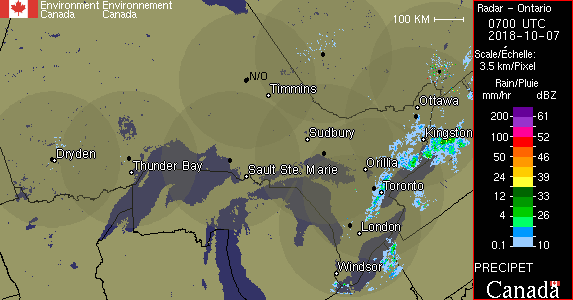 Environment Environnement
Canada Canada
100 KM
N/O
Timmins
Ottawa
Sudbury
Kingston
Dryden
Thunder Bay
Sault Ste. Marie
Orillia
Toronto
London
Windsor
Radar - Ontario
0700 UTC
2018-10-07
Scale/Échelle:
3.5 km/Pixel
Rain/Pluie
mm/hr dBZ
200 61
100 56
50 46
24 39
12 33
4 26
0.1 10
PRECIPET
Canada